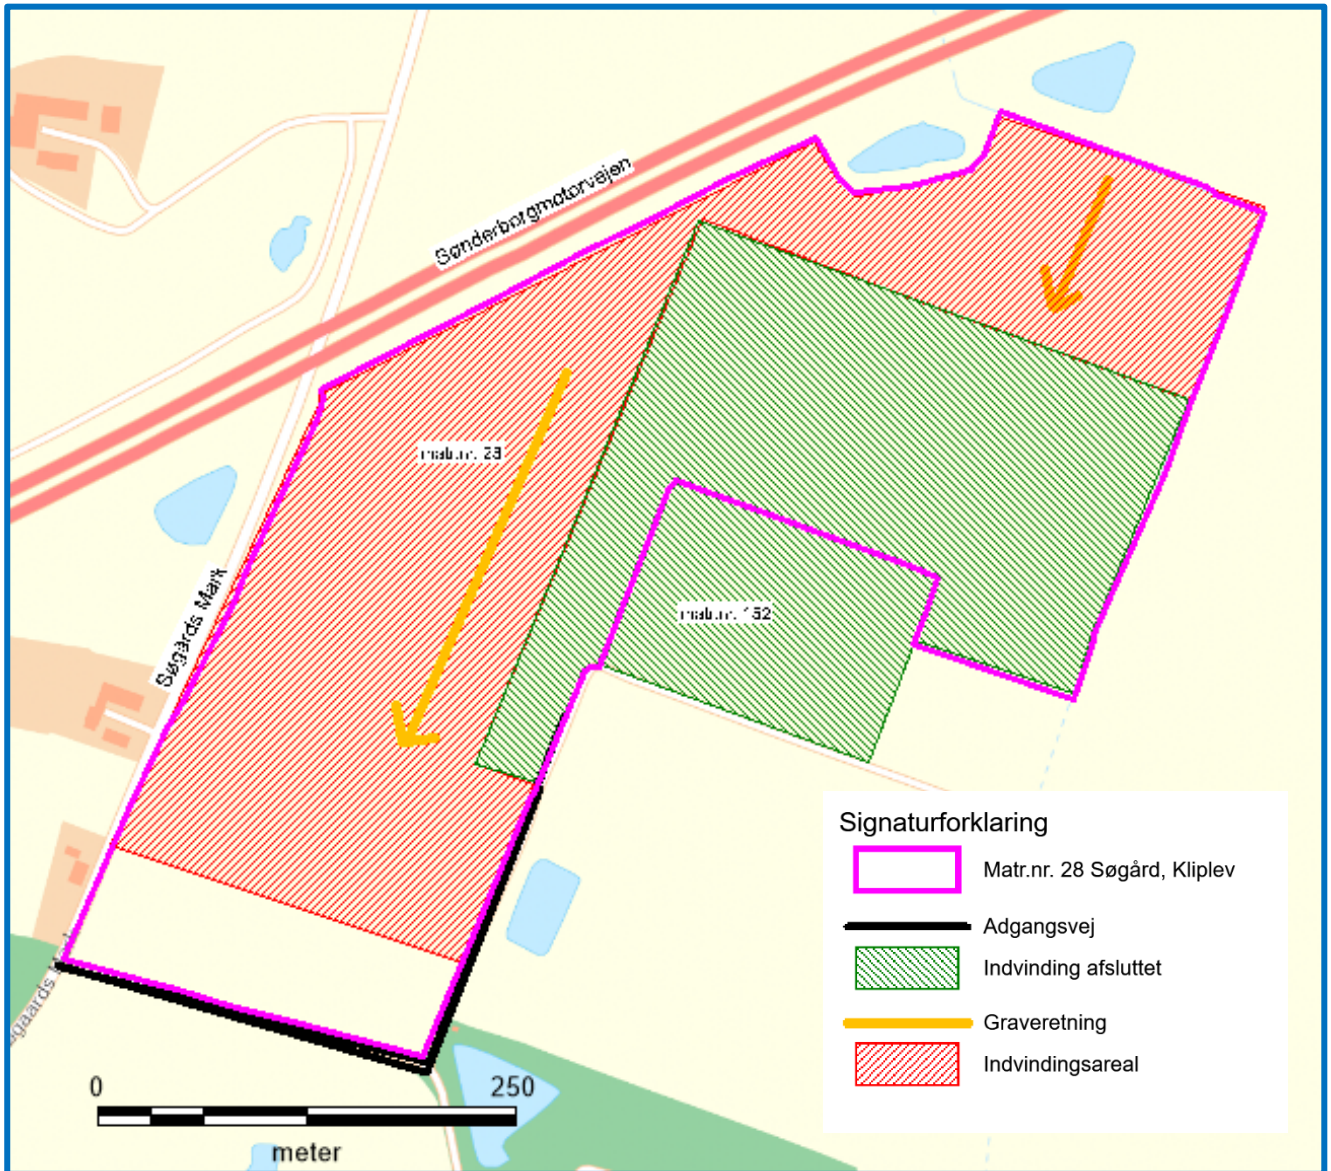 Sønderborgmotorvejen
matr.nr. 28
Søgårds Mark
matr.nr. 152
Signaturforklaring
Matr.nr. 28 Søgård, Kliplev
Adgangsvej
Indvinding afsluttet
Graveretning
Indvindingsareal
0 250
meter